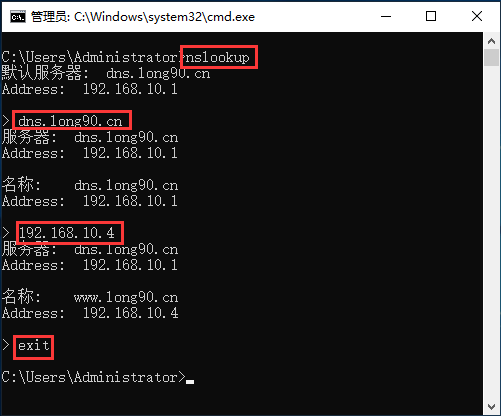 管理员: C:\Windows\system32\cmd.exe
C:\Users\Administrator>nslookup
默认服务器:  dns.long90.cn
Address:  192.168.10.1
> dns.long90.cn
服务器:  dns.long90.cn
Address:  192.168.10.1
名称:    dns.long90.cn
Address:  192.168.10.1
> 192.168.10.4
服务器:  dns.long90.cn
Address:  192.168.10.1
名称:    www.long90.cn
Address:  192.168.10.4
> exit
C:\Users\Administrator>